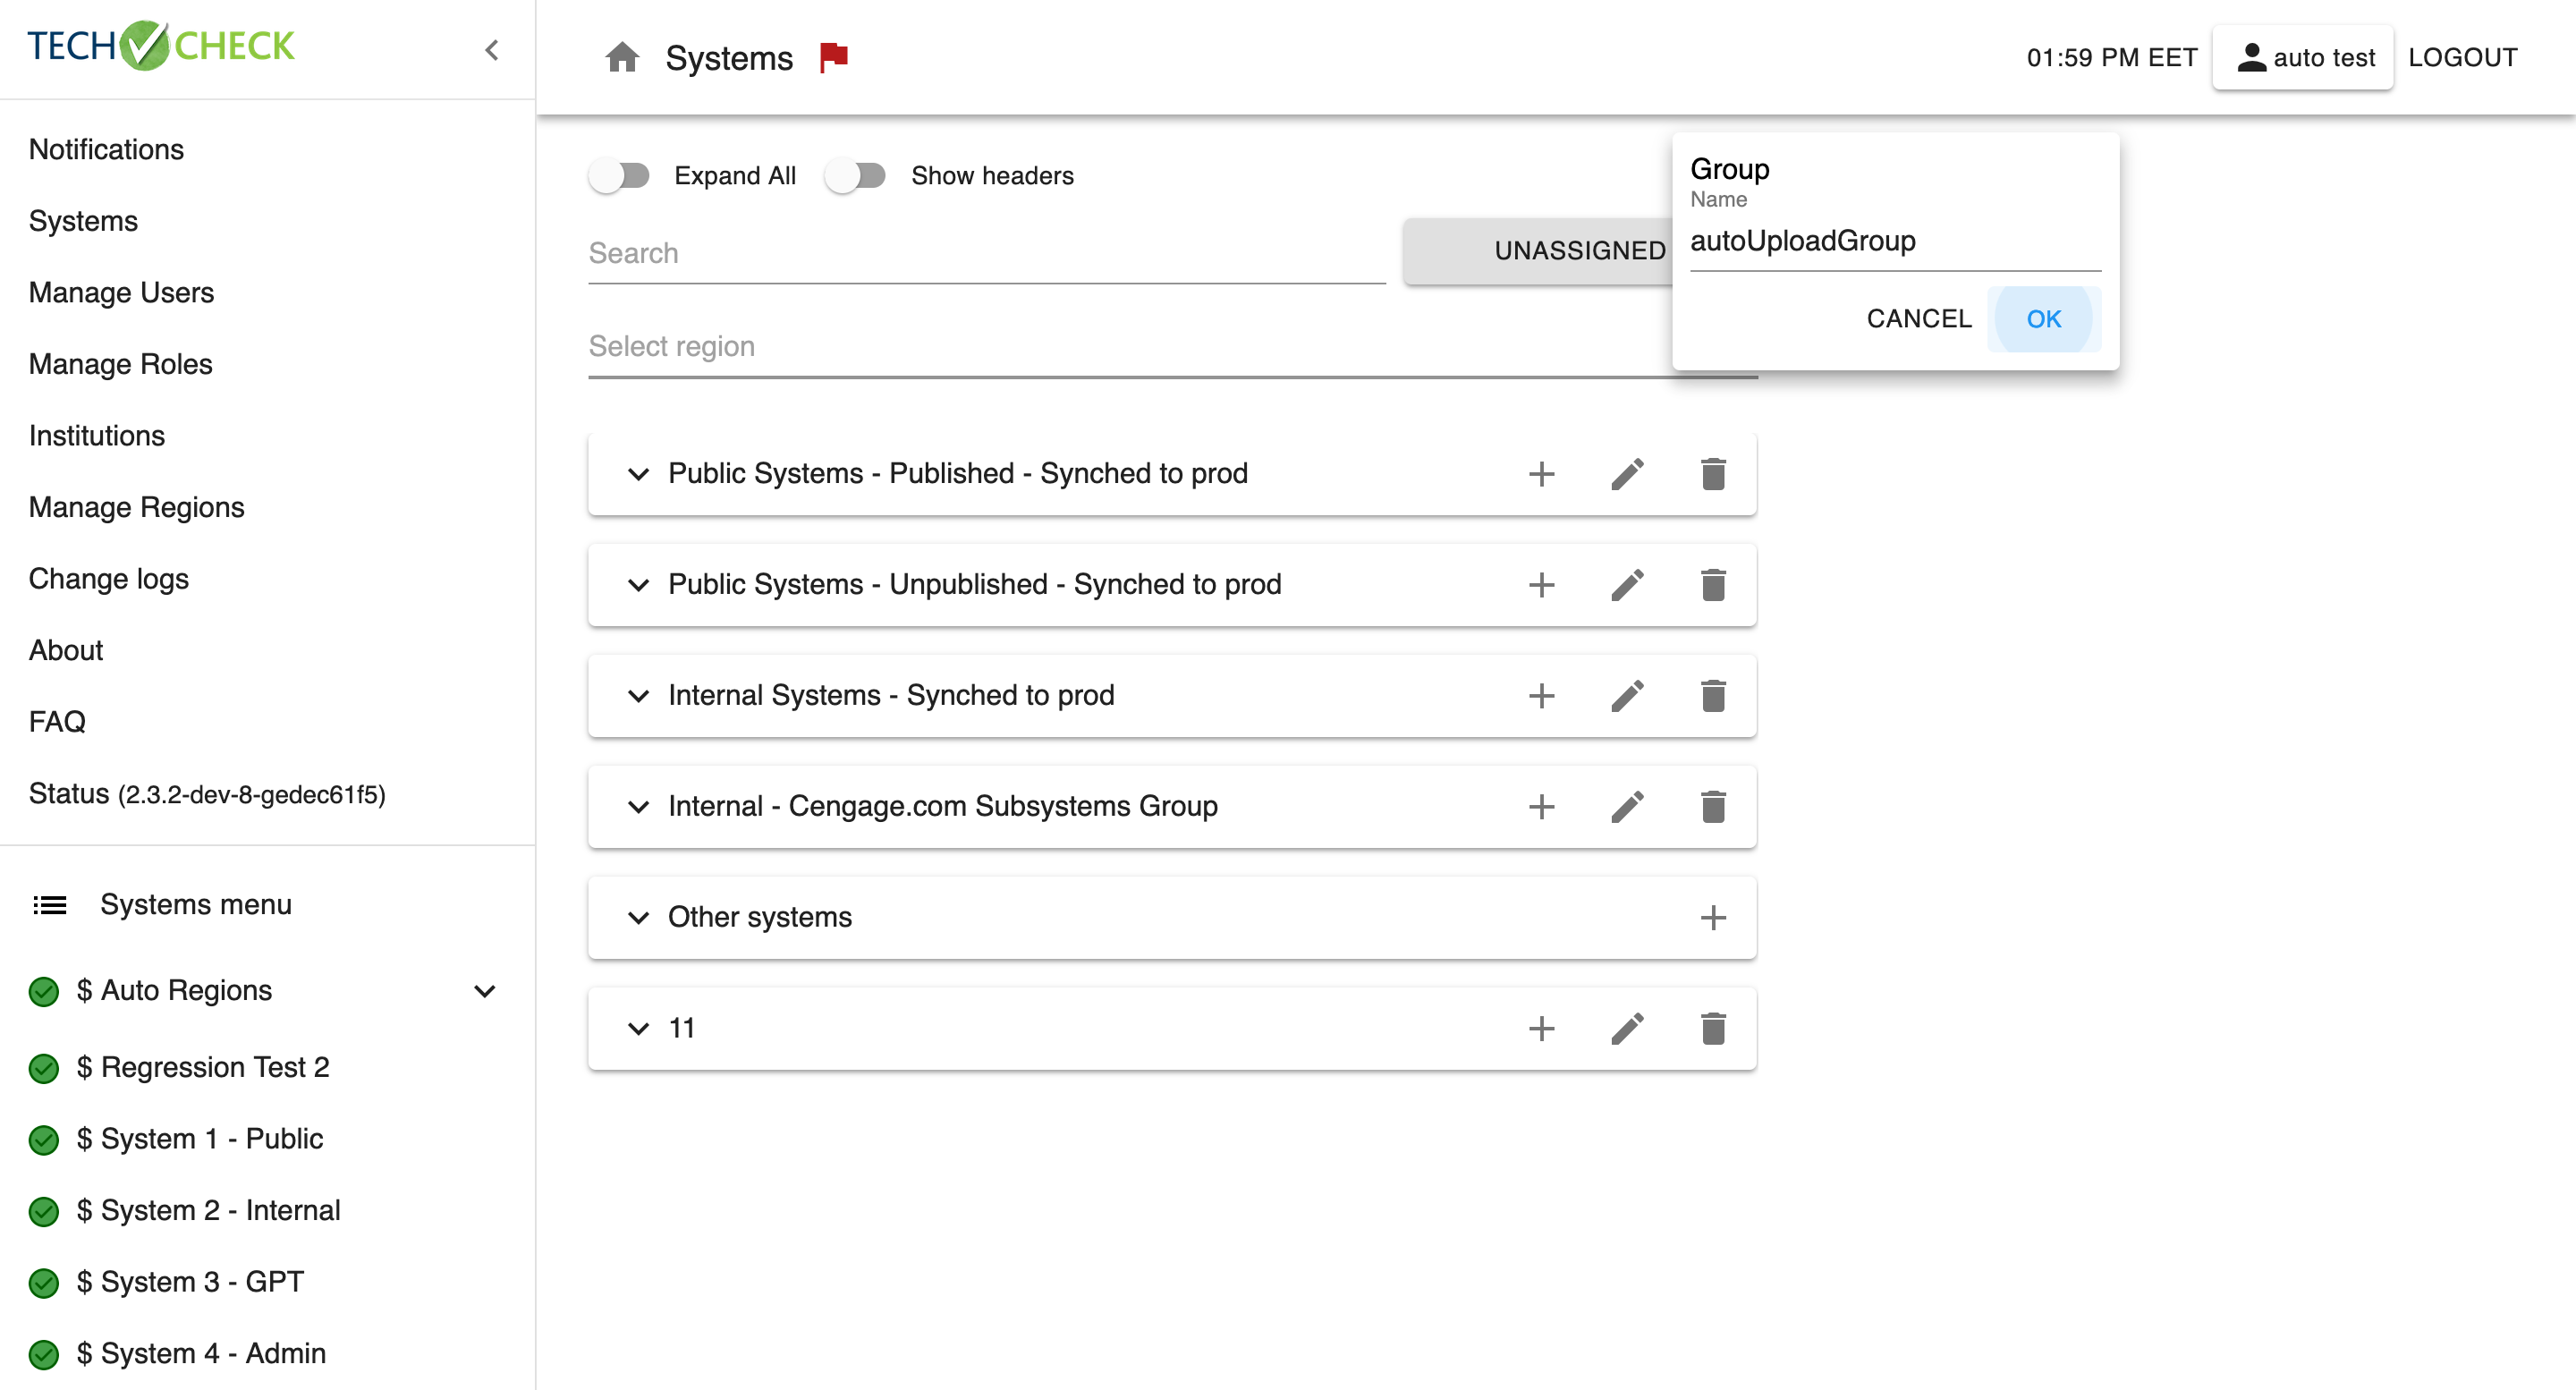 TECH CHECK
Notifications
Systems
Manage Users
Manage Roles
Institutions
Manage Regions
Change logs
About
FAQ
Status (2.3.2-dev-8-gedec61f5)
Systems menu
$ Auto Regions
$ Regression Test 2
$ System 1 - Public
$ System 2 - Internal
$ System 3 - GPT
$ System 4 - Admin
Systems
01:59 PM EET
auto test
LOGOUT
Expand All
Show headers
Search
UNASSIGNED
Select region
Group
Name
autoUploadGroup
CANCEL
OK
Public Systems - Published - Synched to prod
Public Systems - Unpublished - Synched to prod
Internal Systems - Synched to prod
Internal - Cengage.com Subsystems Group
Other systems
11